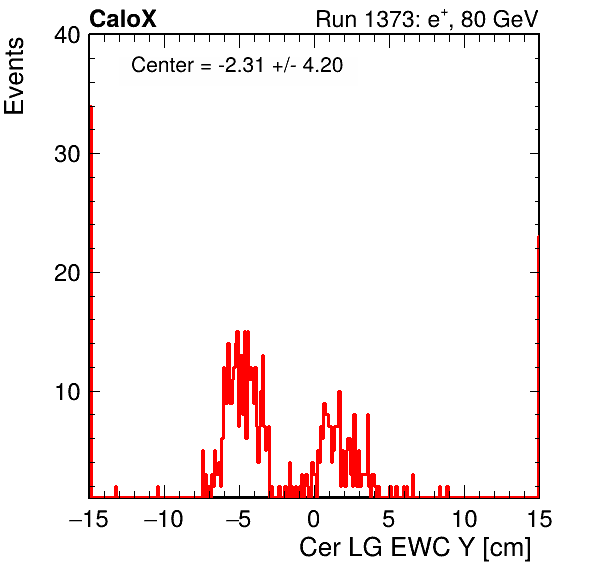 CaloX Run 1373: e⁺, 80 GeV
Center = -2.31 +/- 4.20
Events
40
30
20
10
−15 −10 −5 0 5 10 15
Cer LG EWC Y [cm]